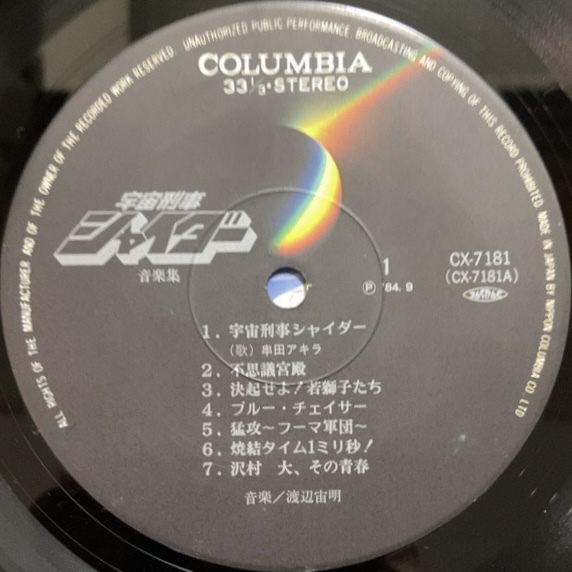 ALL RIGHTS OF THE MANUFACTURER AND OF THE OWNER OF THE RECORDED WORK RESERVED. UNAUTHORIZED PUBLIC PERFORMANCE, BROADCASTING AND COPYING OF THIS RECORD PROHIBITED MADE IN JAPAN BY NIPPON COLUMBIA CO., LTD
COLUMBIA
33⅓・STEREO
宇宙刑事
シャイダー
音楽集
1
CX-7181
(CX-7181A)
Ⓟ '84. 9
1. 宇宙刑事シャイダー
(歌) 串田アキラ
2. 不思議宮殿
3. 決起せよ!若獅子たち
4. ブルー・チェイサー
5. 猛攻～フーマ軍団～
6. 焼結タイム1ミリ秒!
7. 沢村 大、その青春
音楽／渡辺宙明